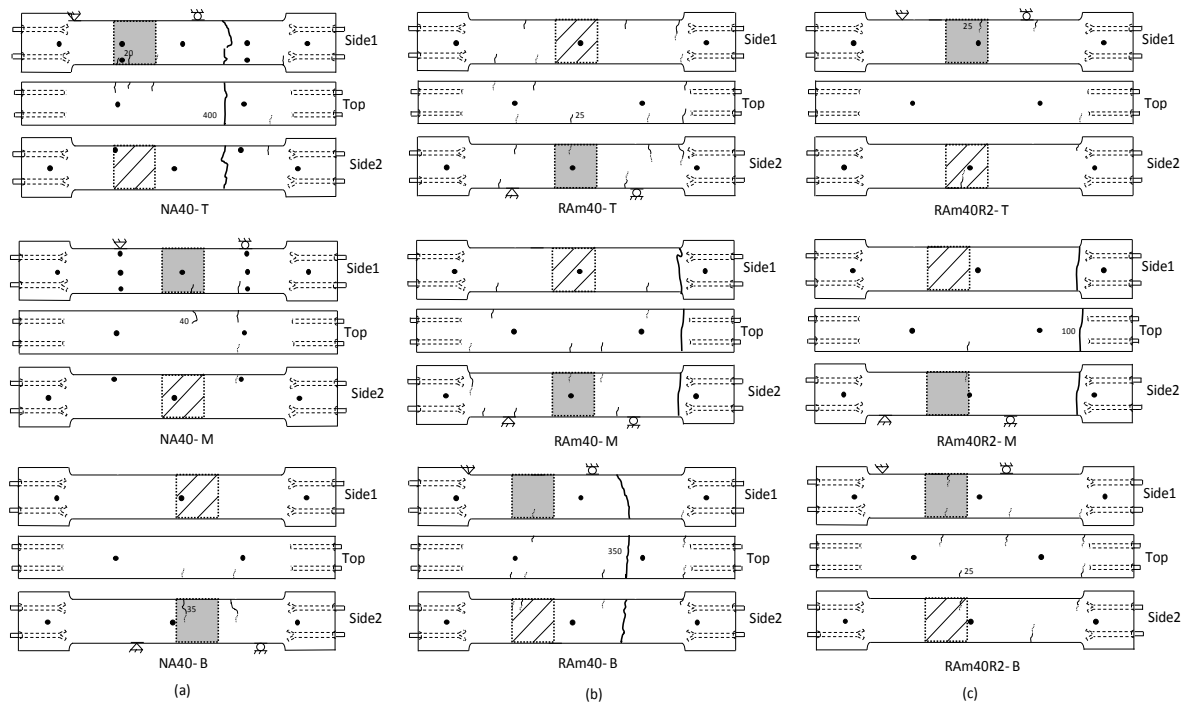 Side1
20
Top
400
Side2
NA40- T
Side1
40
Top
Side2
NA40- M
Side1
Top
35
Side2
NA40- B
(a)
Side1
Top
25
Side2
RAm40- T
Side1
Top
Side2
RAm40- M
Side1
350
Top
Side2
RAm40- B
(b)
25
Side1
Top
Side2
RAm40R2- T
Side1
100
Top
Side2
RAm40R2- M
Side1
Top
25
Side2
RAm40R2- B
(c)